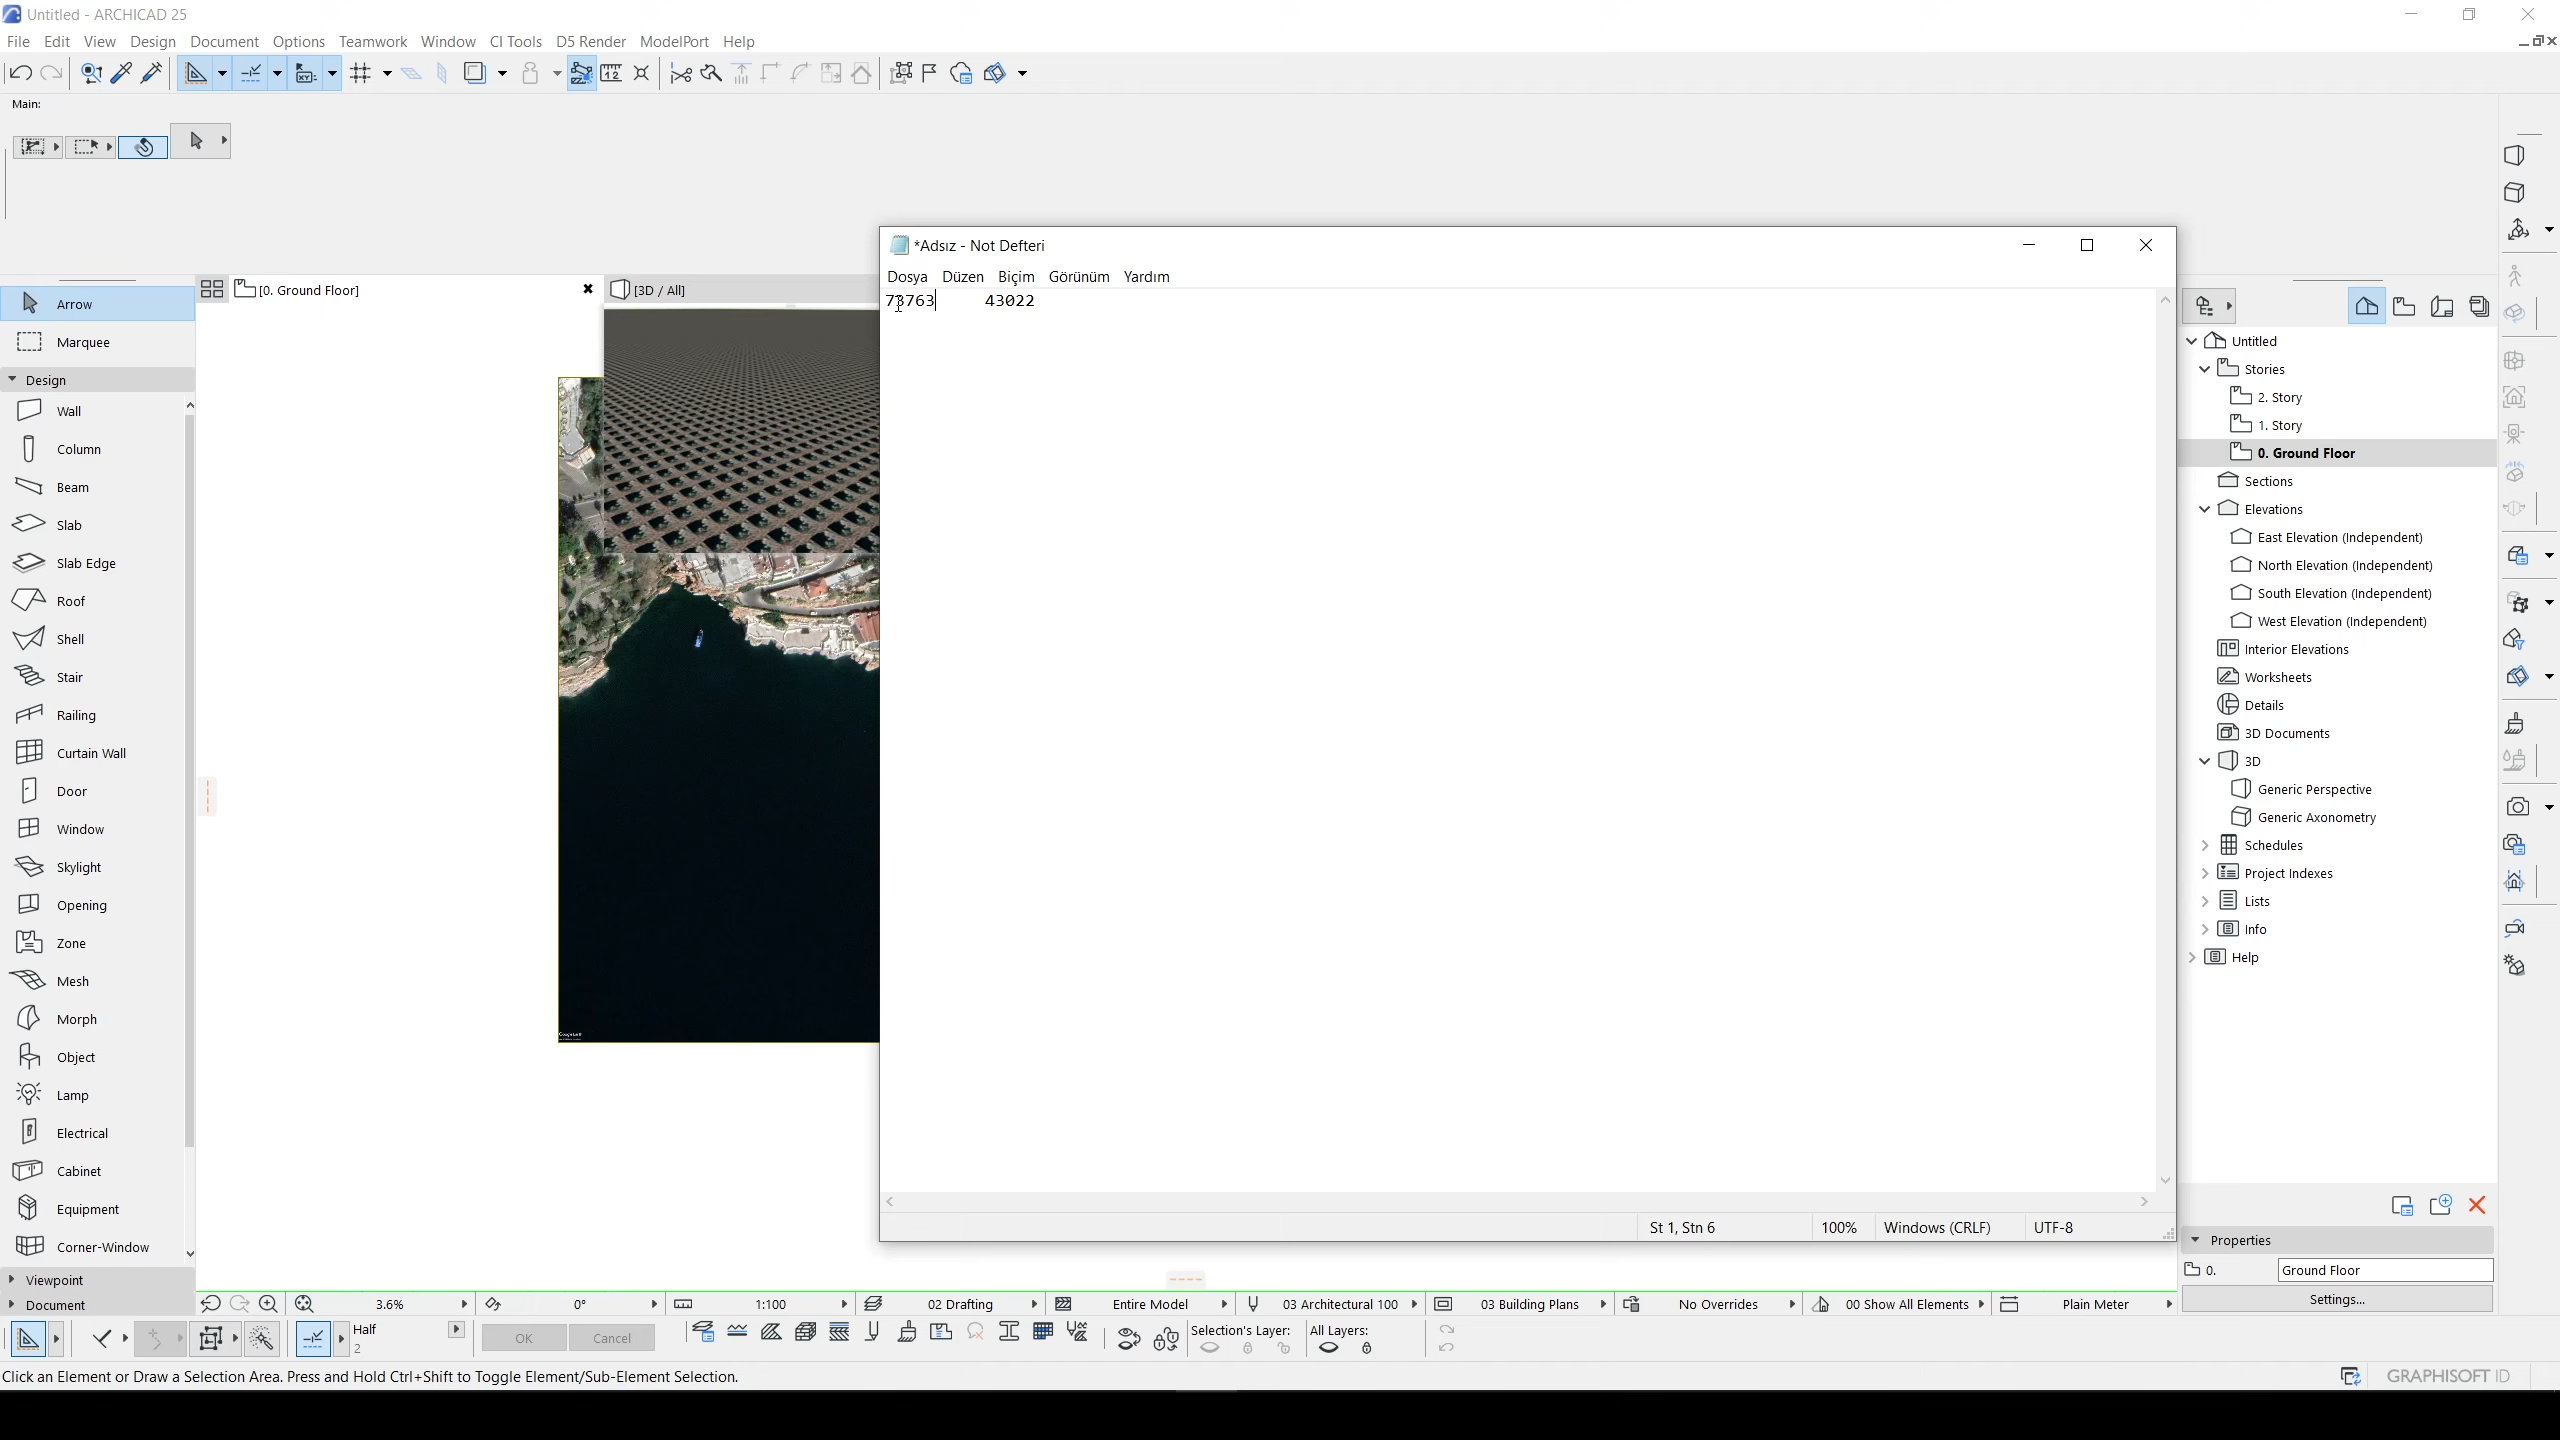 Untitled - ARCHICAD 25
File Edit View Design Document Options Teamwork Window CI Tools D5 Render ModelPort Help
Main:
*Adsız - Not Defteri
Dosya Düzen Biçim Görünüm Yardım
73763 43022
[0. Ground Floor]
[3D / All]
Arrow
Marquee
Design
Wall
Column
Beam
Slab
Slab Edge
Roof
Shell
Stair
Railing
Curtain Wall
Door
Window
Skylight
Opening
Zone
Mesh
Morph
Object
Lamp
Electrical
Cabinet
Equipment
Corner-Window
Viewpoint
Document
Untitled
Stories
2. Story
1. Story
0. Ground Floor
Sections
Elevations
East Elevation (Independent)
North Elevation (Independent)
South Elevation (Independent)
West Elevation (Independent)
Interior Elevations
Worksheets
Details
3D Documents
3D
Generic Perspective
Generic Axonometry
Schedules
Project Indexes
Lists
Info
Help
St 1, Stn 6 100% Windows (CRLF) UTF-8
Properties
0. Ground Floor
Settings...
3.6% 0° 1:100 02 Drafting Entire Model 03 Architectural 100 03 Building Plans No Overrides 00 Show All Elements Plain Meter
Half
2
OK Cancel
Selection's Layer: All Layers:
Click an Element or Draw a Selection Area. Press and Hold Ctrl+Shift to Toggle Element/Sub-Element Selection.
GRAPHISOFT ID